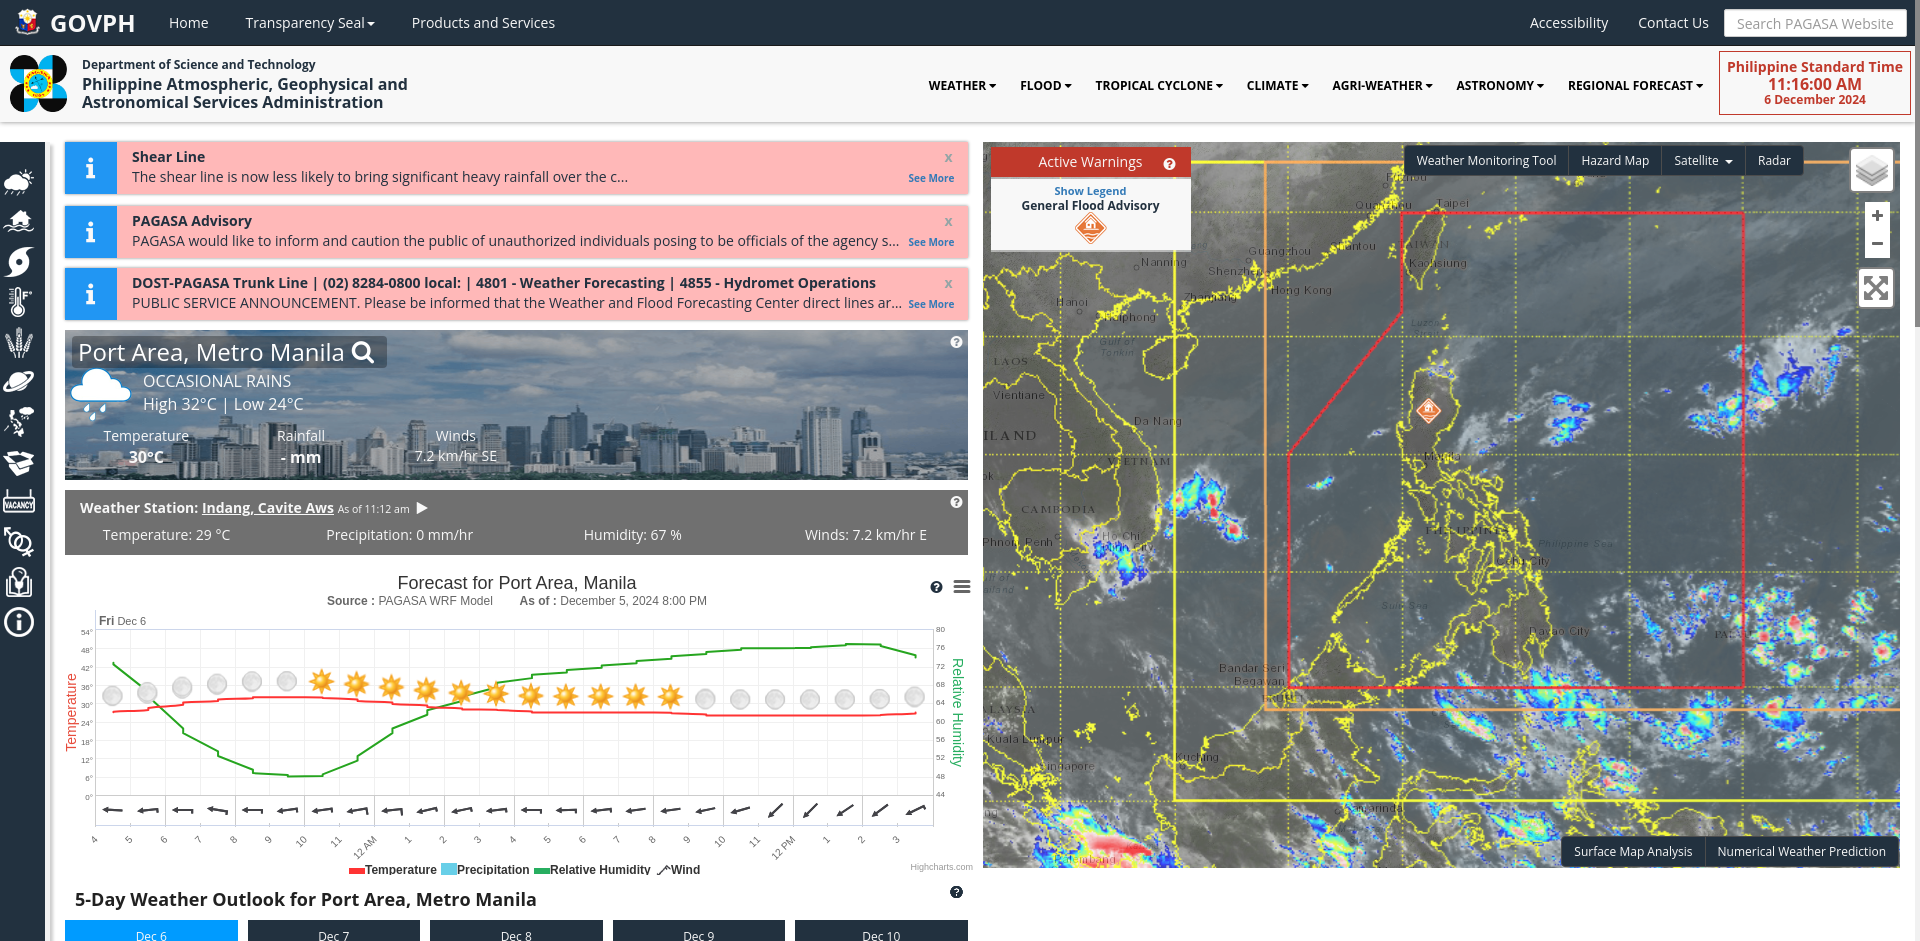 GOVPH
Home
Transparency Seal
Products and Services
Accessibility
Contact Us
Search PAGASA Website
Department of Science and Technology
Philippine Atmospheric, Geophysical and
Astronomical Services Administration
WEATHER
FLOOD
TROPICAL CYCLONE
CLIMATE
AGRI-WEATHER
ASTRONOMY
REGIONAL FORECAST
Philippine Standard Time
11:16:00 AM
6 December 2024
Shear Line
x
The shear line is now less likely to bring significant heavy rainfall over the c...
See More
PAGASA Advisory
x
PAGASA would like to inform and caution the public of unauthorized individuals posing to be officials of the agency s...
See More
DOST-PAGASA Trunk Line | (02) 8284-0800 local: | 4801 - Weather Forecasting | 4855 - Hydromet Operations
x
PUBLIC SERVICE ANNOUNCEMENT. Please be informed that the Weather and Flood Forecasting Center direct lines ar...
See More
VACANCY
Port Area, Metro Manila
OCCASIONAL RAINS
High 32°C | Low 24°C
Temperature
30°C
Rainfall
- mm
Winds
7.2 km/hr SE
Weather Station: Indang, Cavite Aws As of 11:12 am
Temperature: 29 °C
Precipitation: 0 mm/hr
Humidity: 67 %
Winds: 7.2 km/hr E
Forecast for Port Area, Manila
Source : PAGASA WRF Model As of : December 5, 2024 8:00 PM
Fri Dec 6
Temperature
54°
48°
42°
36°
30°
24°
18°
12°
6°
0°
80
76
72
68
64
60
56
52
48
44
Relative Humidity
4 5 6 7 8 9 10 11 12 AM 1 2 3 4 5 6 7 8 9 10 11 12 PM 1 2 3
Temperature Precipitation Relative Humidity Wind
Highcharts.com
5-Day Weather Outlook for Port Area, Metro Manila
Dec 6
Dec 7
Dec 8
Dec 9
Dec 10
Active Warnings
Show Legend
General Flood Advisory
Weather Monitoring Tool
Hazard Map
Satellite
Radar
+
−
Taipei
Guangzhou
Shantou
TAIWAN
Nanning
Shenzhen
Kaohsiung
Hong Kong
Zhanjiang
Hanoi
Haiphong
Luzon
Gulf of
Tonkin
LAOS
Vientiane
Da Nang
VIETNAM
Manila
CAMBODIA
Phnom Penh
Ho Chi
PHILIPPINES
Philippine Sea
Sulu Sea
Davao City
Bandar Seri
Begawan
Kuala Lumpur
Kuching
Singapore
Samarinda
Palembang
Surface Map Analysis
Numerical Weather Prediction